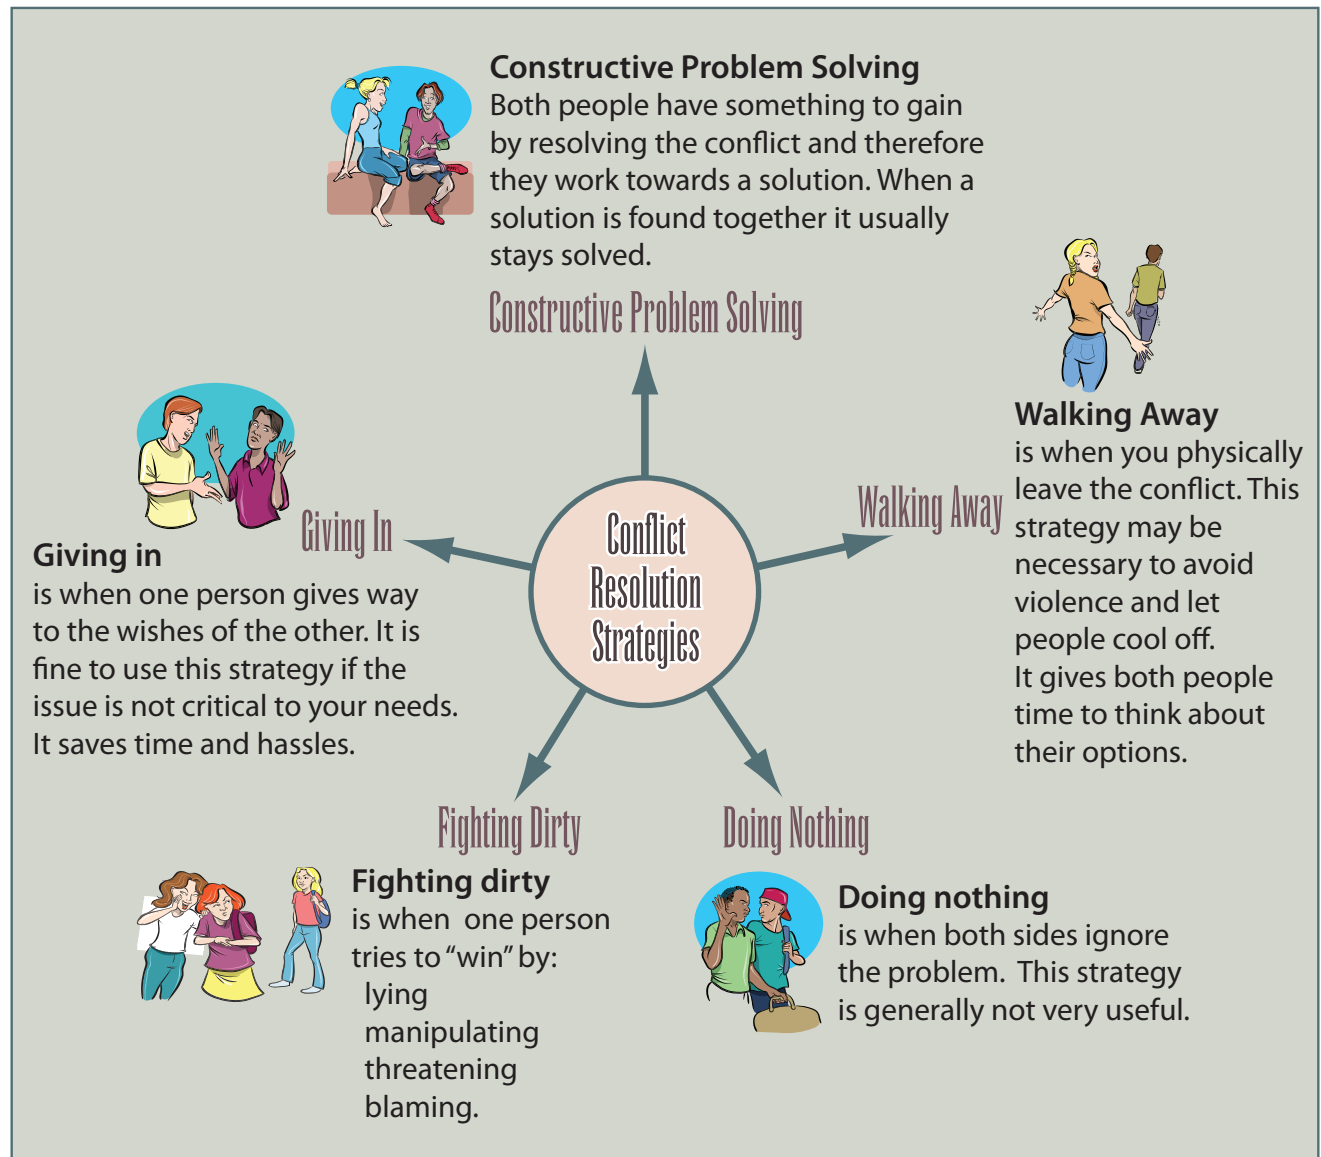 Constructive Problem Solving
Both people have something to gain
by resolving the conflict and therefore
they work towards a solution. When a
solution is found together it usually
stays solved.
Constructive Problem Solving
Walking Away
Walking Away
is when you physically
leave the conflict. This
strategy may be
necessary to avoid
violence and let
people cool off.
It gives both people
time to think about
their options.
Conflict
Resolution
Strategies
Giving In
Giving in
is when one person gives way
to the wishes of the other. It is
fine to use this strategy if the
issue is not critical to your needs.
It saves time and hassles.
Fighting Dirty
Fighting dirty
is when one person
tries to “win” by:
lying
manipulating
threatening
blaming.
Doing Nothing
Doing nothing
is when both sides ignore
the problem. This strategy
is generally not very useful.